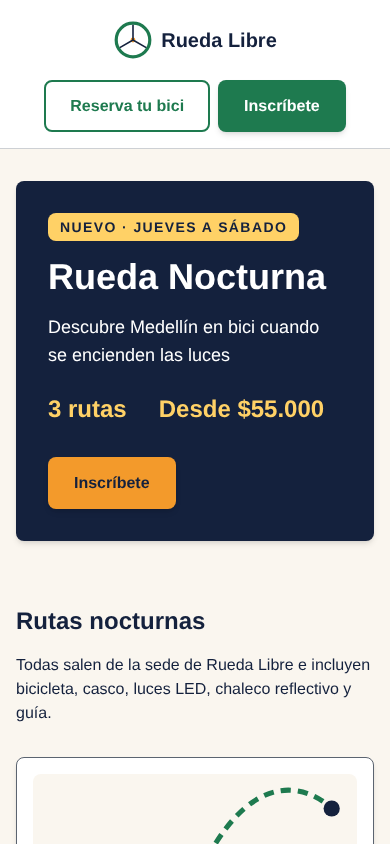 Rueda Libre
Reserva tu bici
Inscríbete
NUEVO · JUEVES A SÁBADO
Rueda Nocturna
Descubre Medellín en bici cuando
se encienden las luces
3 rutas
Desde $55.000
Inscríbete
Rutas nocturnas
Todas salen de la sede de Rueda Libre e incluyen
bicicleta, casco, luces LED, chaleco reflectivo y
guía.